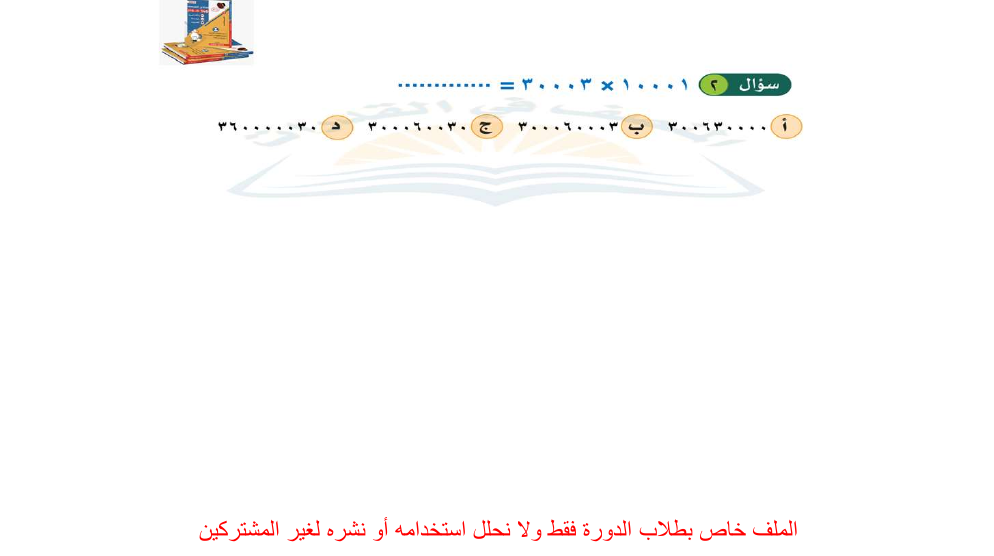 سؤال ٢ ١٠٠٠١ × ٣٠٠٠٣ = .............
أ ٣٠٠٦٣٠٠٠٠ ب ٣٠٠٠٦٠٠٠٣ ج ٣٠٠٠٦٠٠٣٠ د ٣٦٠٠٠٠٠٣٠
الملف خاص بطلاب الدورة فقط ولا نحلل استخدامه أو نشره لغير المشتركين